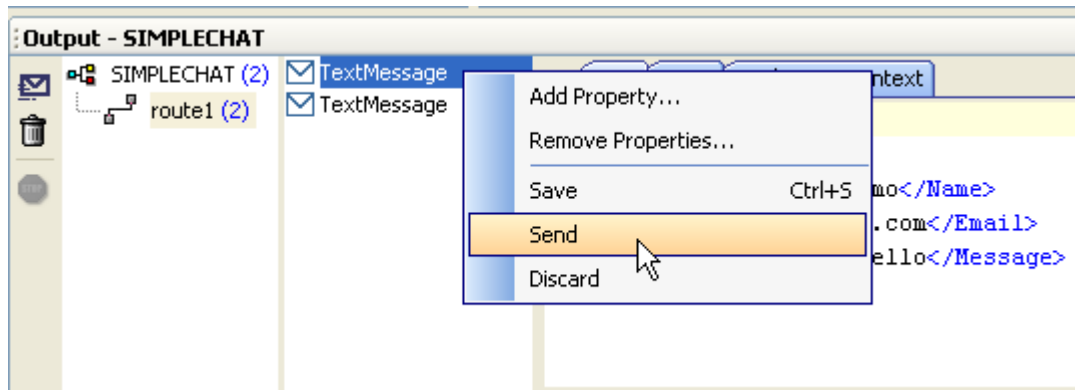 Output - SIMPLECHAT
SIMPLECHAT (2)
route1 (2)
TextMessage
TextMessage
Add Property...
Remove Properties...
Save Ctrl+S
Send
Discard
ntext
mo</Name>
.com</Email>
ello</Message>
STOP